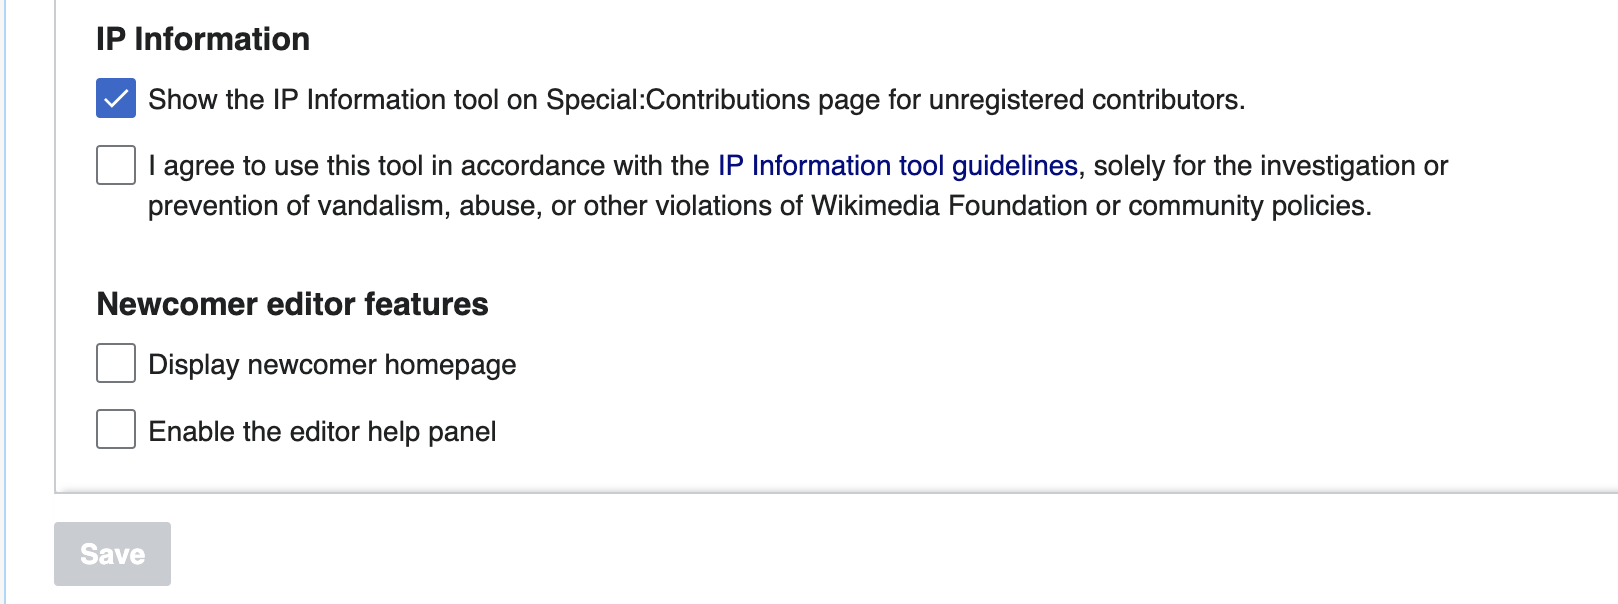 IP Information
Show the IP Information tool on Special:Contributions page for unregistered contributors.
I agree to use this tool in accordance with the IP Information tool guidelines, solely for the investigation or
prevention of vandalism, abuse, or other violations of Wikimedia Foundation or community policies.
Newcomer editor features
Display newcomer homepage
Enable the editor help panel
Save